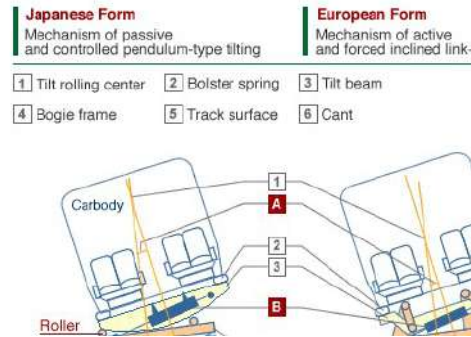 Japanese Form
Mechanism of passive
and controlled pendulum-type tilting
European Form
Mechanism of active
and forced inclined link-
1 Tilt rolling center
2 Bolster spring
3 Tilt beam
4 Bogie frame
5 Track surface
6 Cant
Carbody
1
A
2
3
B
Roller